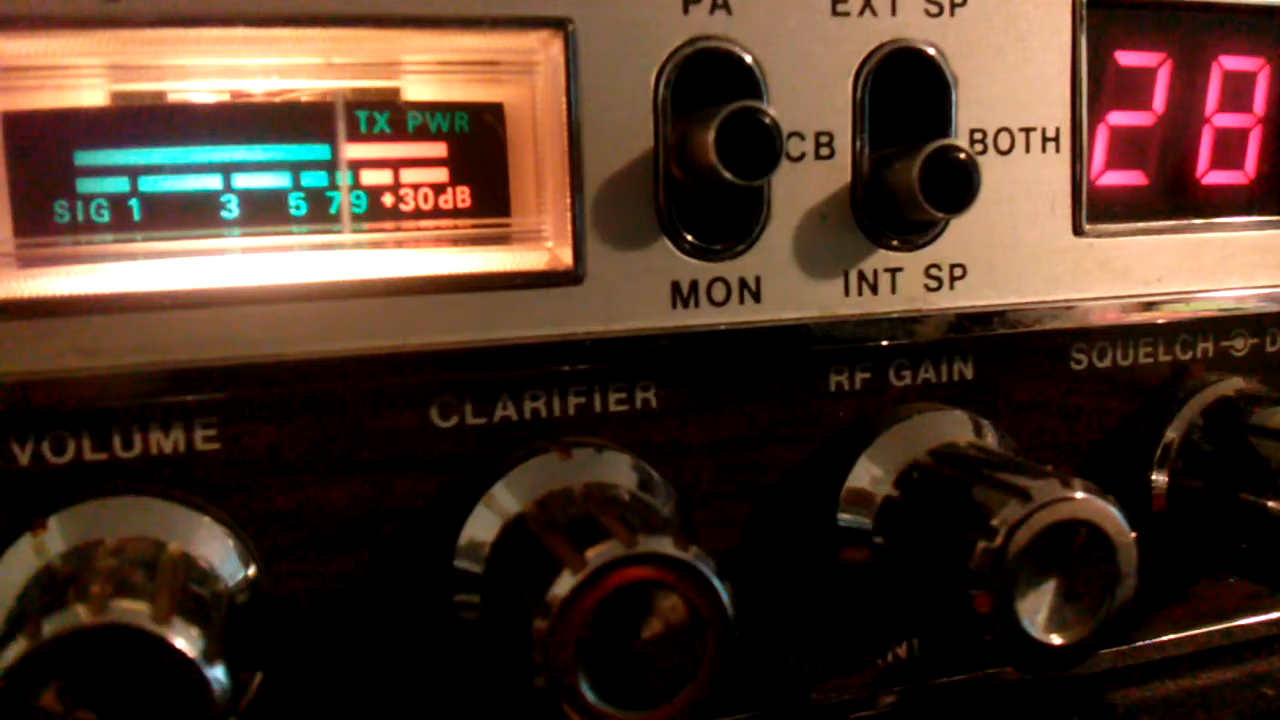 PA
EXT SP
28
TX PWR
CB
BOTH
SIG 1 3 5 7 9 +30dB
MON
INT SP
SQUELCH
RF GAIN
CLARIFIER
VOLUME